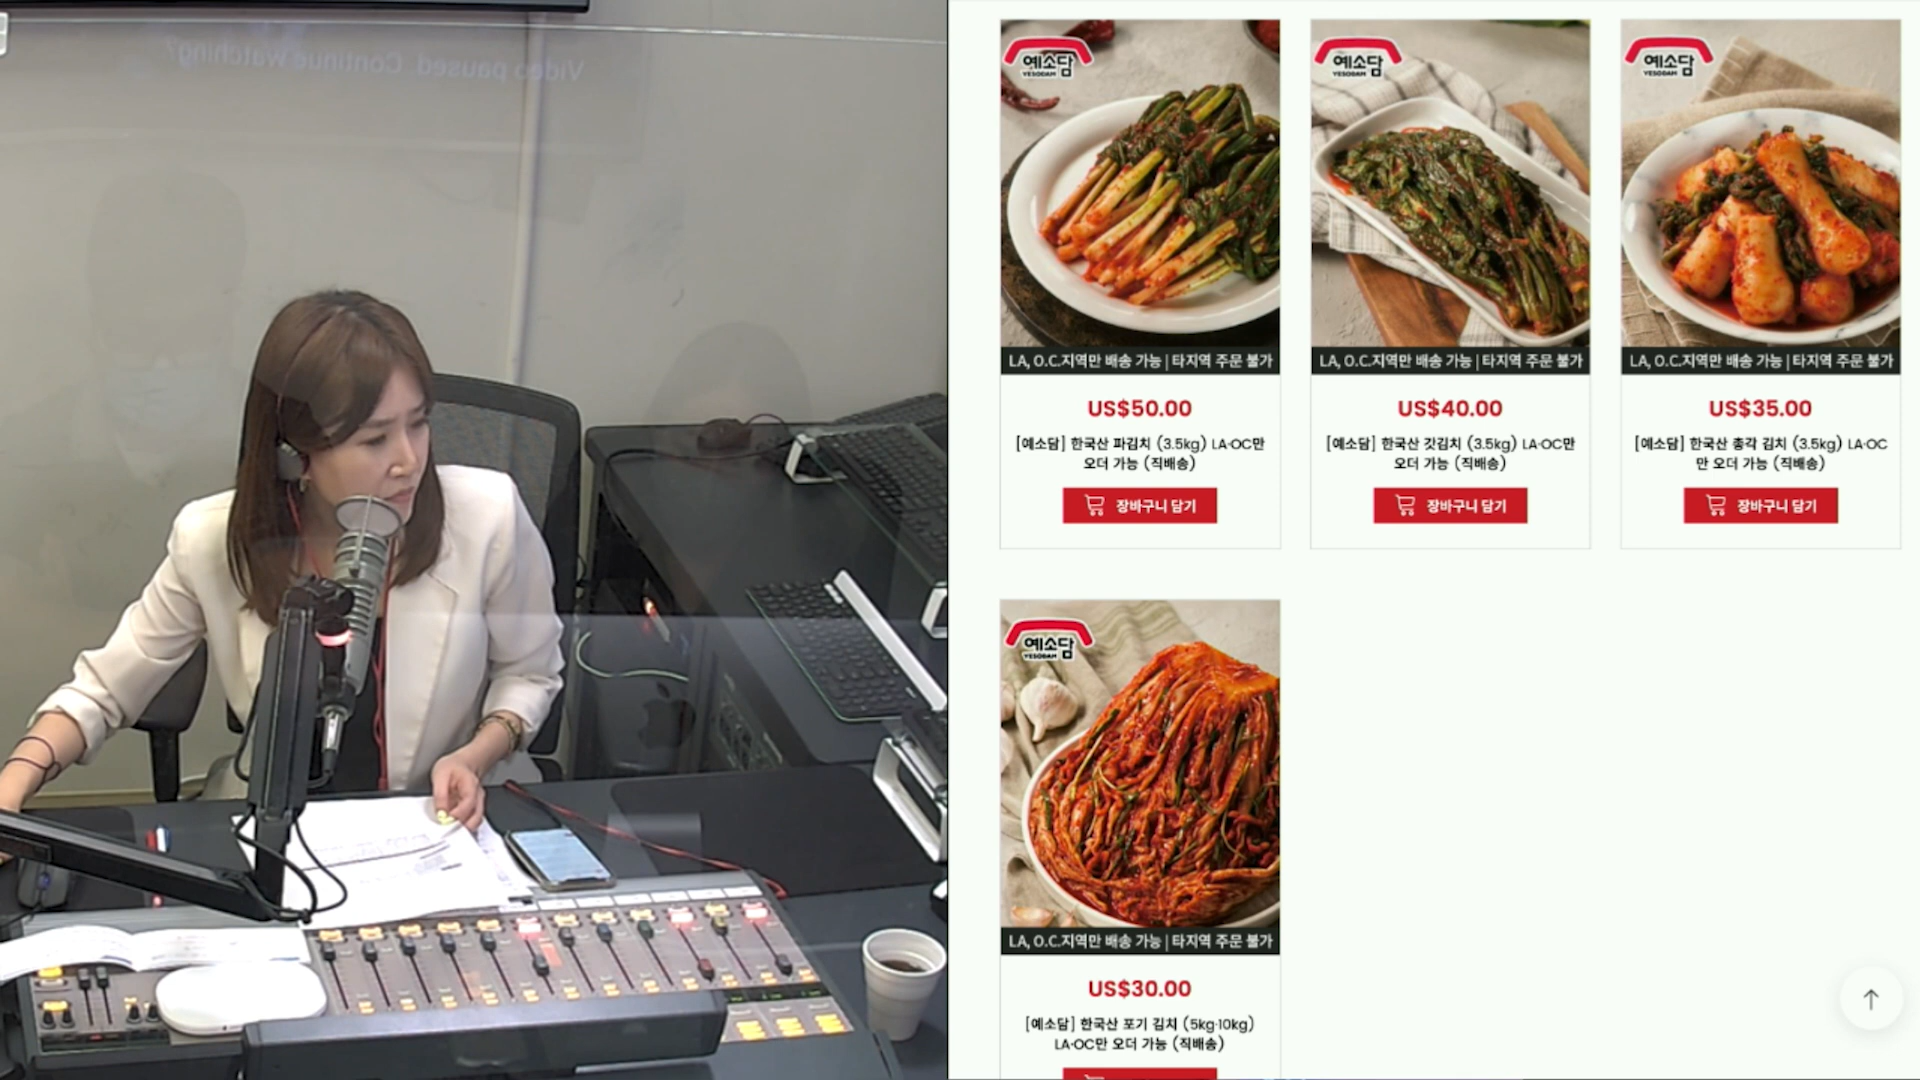 Video paused. Continue watching?
예소담
YESODAM
LA, O.C.지역만 배송 가능 | 타지역 주문 불가
US$50.00
[예소담] 한국산 파김치 (3.5kg) LA·OC만
오더 가능 (직배송)
장바구니 담기
예소담
YESODAM
LA, O.C.지역만 배송 가능 | 타지역 주문 불가
US$40.00
[예소담] 한국산 갓김치 (3.5kg) LA·OC만
오더 가능 (직배송)
장바구니 담기
예소담
YESODAM
LA, O.C.지역만 배송 가능 | 타지역 주문 불가
US$35.00
[예소담] 한국산 총각 김치 (3.5kg) LA·OC
만 오더 가능 (직배송)
장바구니 담기
예소담
YESODAM
LA, O.C.지역만 배송 가능 | 타지역 주문 불가
US$30.00
[예소담] 한국산 포기 김치 (5kg·10kg)
LA·OC만 오더 가능 (직배송)